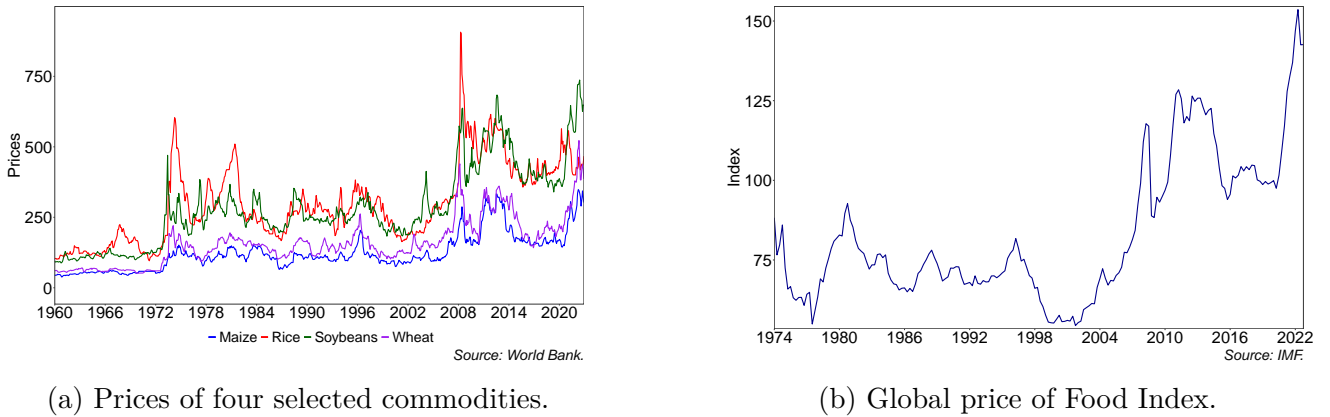 Prices
750
500
250
0
1960 1966 1972 1978 1984 1990 1996 2002 2008 2014 2020
Maize Rice Soybeans Wheat
Source: World Bank.
(a) Prices of four selected commodities.
Index
150
125
100
75
1974 1980 1986 1992 1998 2004 2010 2016 2022
Source: IMF.
(b) Global price of Food Index.